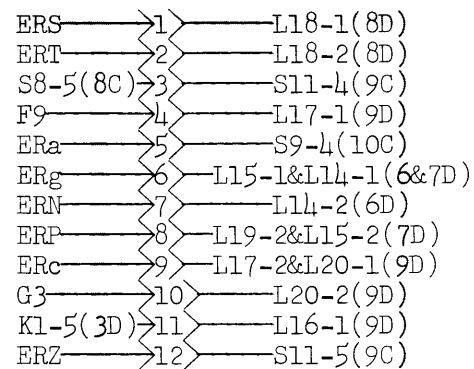 ERS 1 L18-1(8D)
ERT 2 L18-2(8D)
S8-5(8C) 3 S11-4(9C)
F9 4 L17-1(9D)
ERa 5 S9-4(10C)
ERg 6 L15-1&L14-1(6&7D)
ERN 7 L14-2(6D)
ERP 8 L19-2&L15-2(7D)
ERc 9 L17-2&L20-1(9D)
G3 10 L20-2(9D)
K1-5(3D) 11 L16-1(9D)
ERZ 12 S11-5(9C)